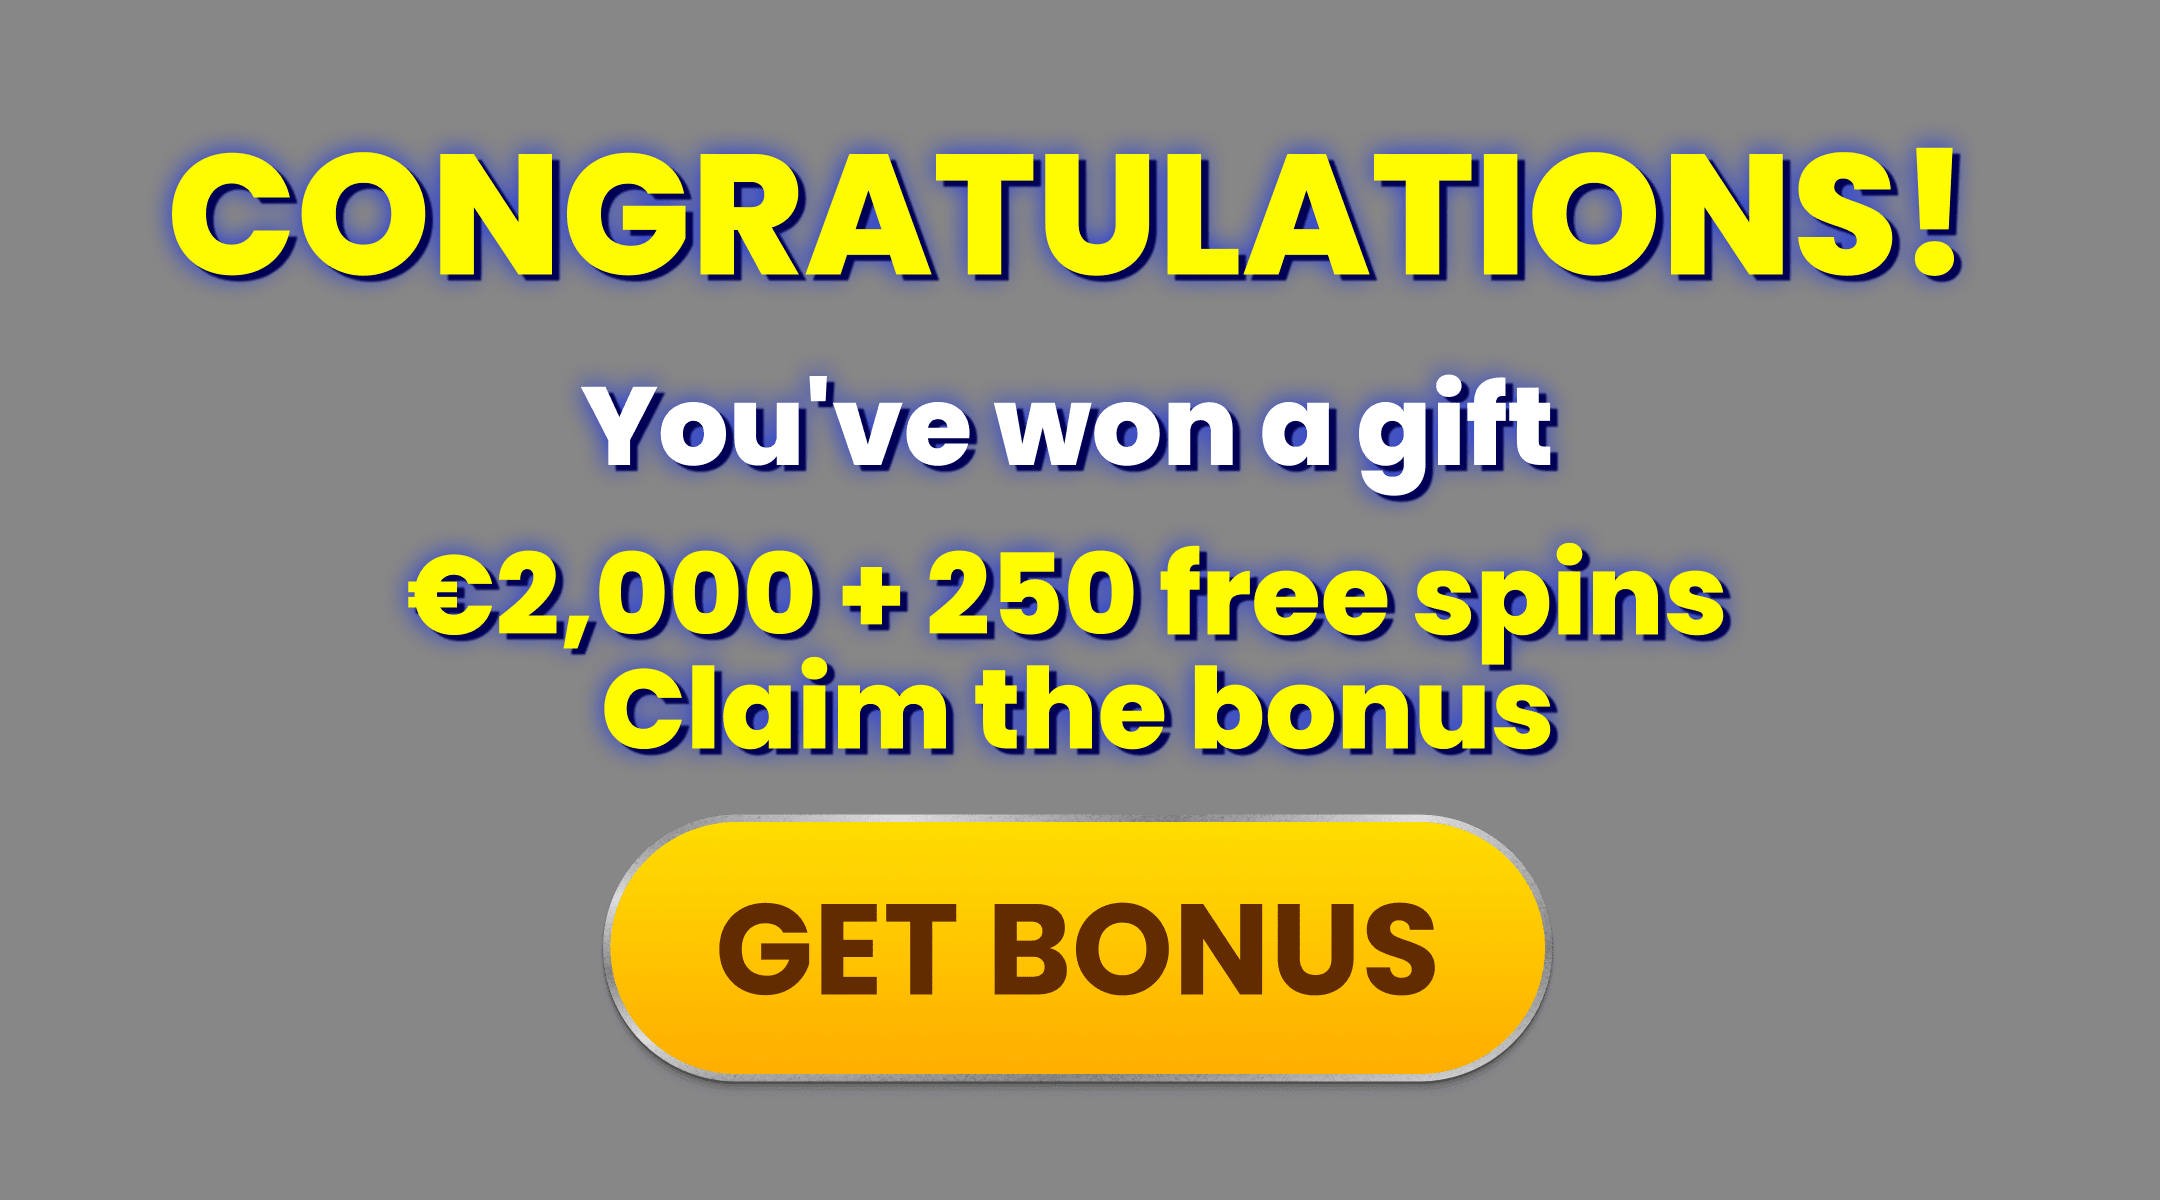 CONGRATULATIONS!
You've won a gift
€2,000 + 250 free spins
Claim the bonus
GET BONUS